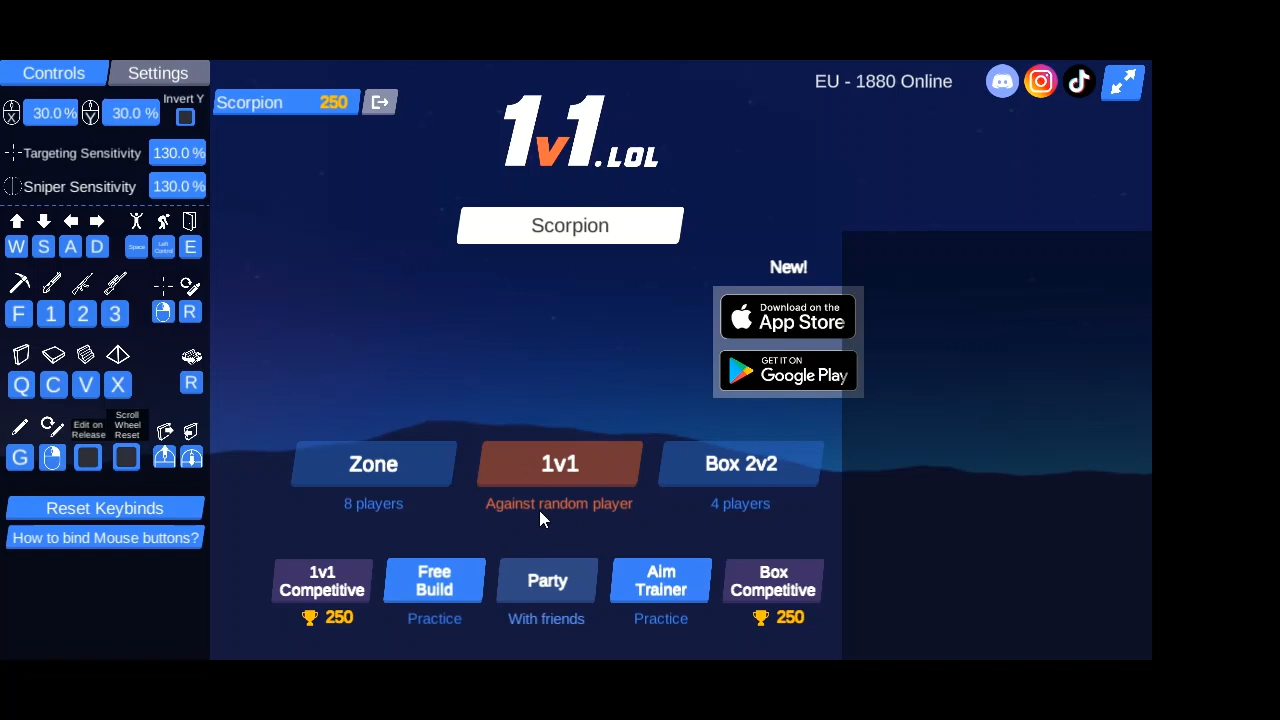 Controls
Settings
X
30.0 %
Y
30.0 %
Invert Y
Targeting Sensitivity
130.0 %
Sniper Sensitivity
130.0 %
W
S
A
D
Space
Left Control
E
F
1
2
3
R
Q
C
V
X
R
Edit on Release
Scroll Wheel Reset
G
Reset Keybinds
How to bind Mouse buttons?
Scorpion 250
1v1.LOL
EU - 1880 Online
Scorpion
New!
Download on the
App Store
GET IT ON
Google Play
Zone
8 players
1v1
Against random player
Box 2v2
4 players
1v1
Competitive
250
Free
Build
Practice
Party
With friends
Aim
Trainer
Practice
Box
Competitive
250